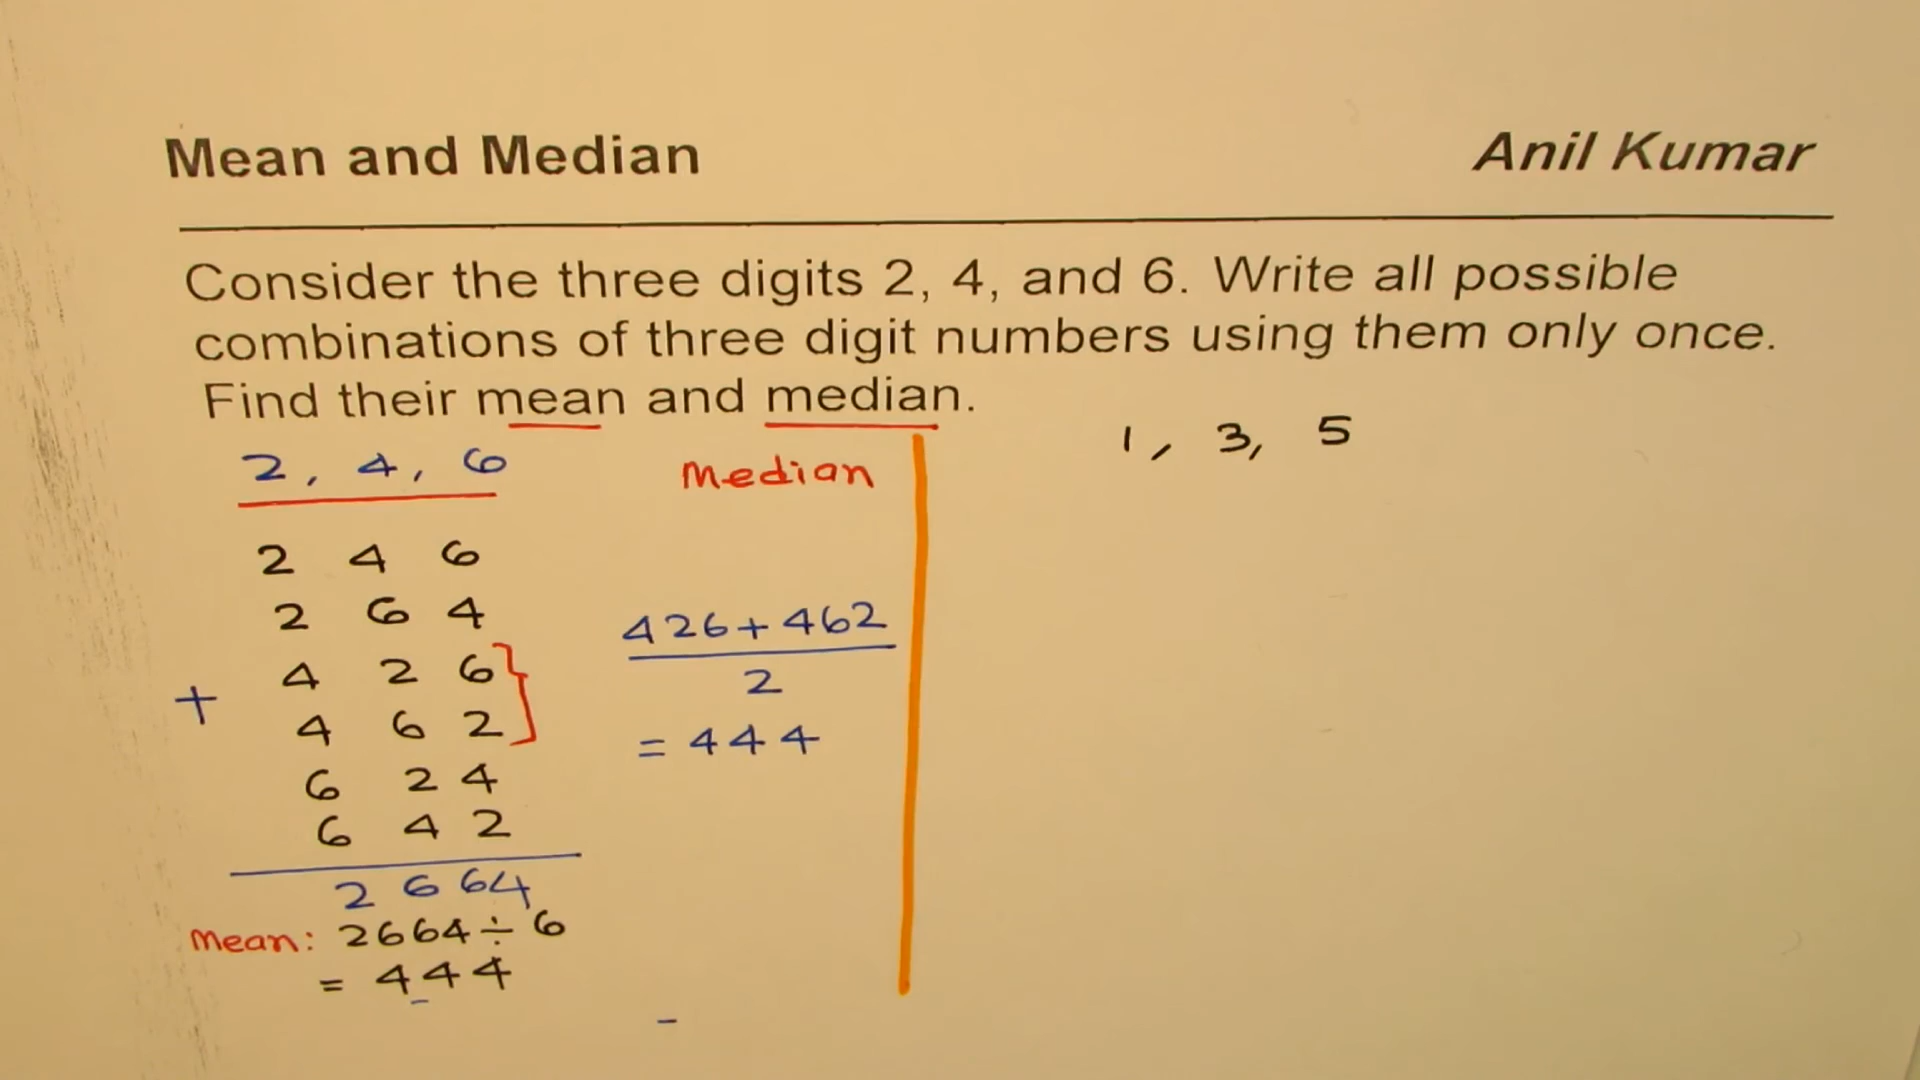 Mean and Median
Anil Kumar
Consider the three digits 2, 4, and 6. Write all possible
combinations of three digit numbers using them only once.
Find their mean and median.
2, 4, 6
2 4 6
2 6 4
4 2 6
+
4 6 2
6 2 4
6 4 2
2 6 64
Mean: 2664 ÷ 6
= 444
Median
426 + 462
2
= 444
1, 3, 5